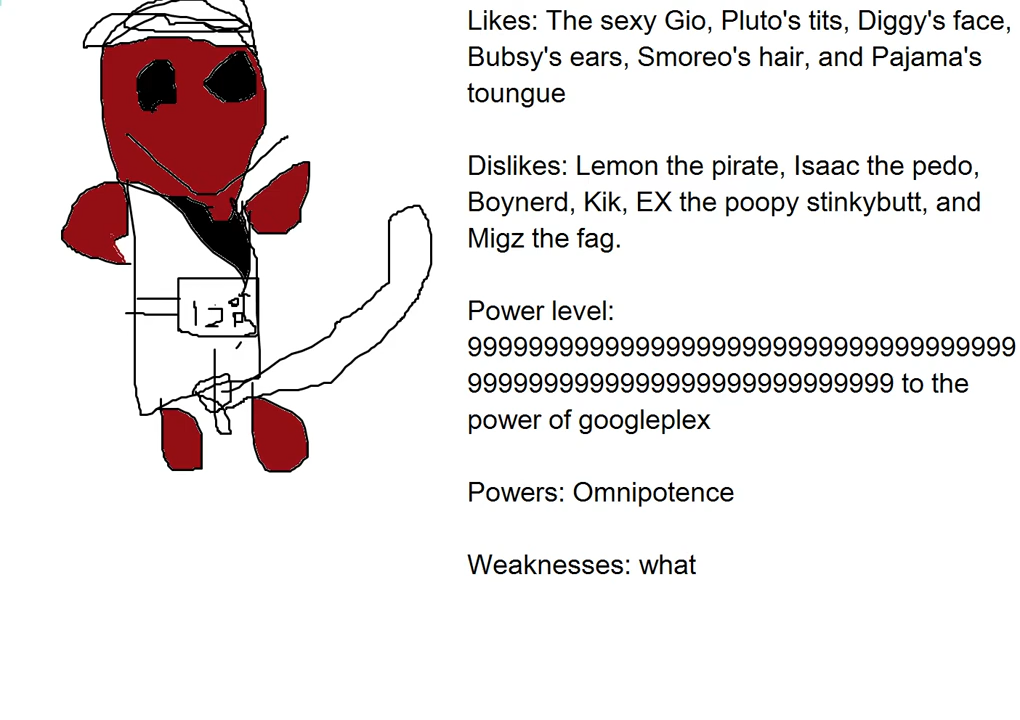 Likes: The sexy Gio, Pluto's tits, Diggy's face,
Bubsy's ears, Smoreo's hair, and Pajama's
toungue
Dislikes: Lemon the pirate, Isaac the pedo,
Boynerd, Kik, EX the poopy stinkybutt, and
Migz the fag.
Power level:
999999999999999999999999999999999999
9999999999999999999999999999 to the
power of googleplex
Powers: Omnipotence
Weaknesses: what